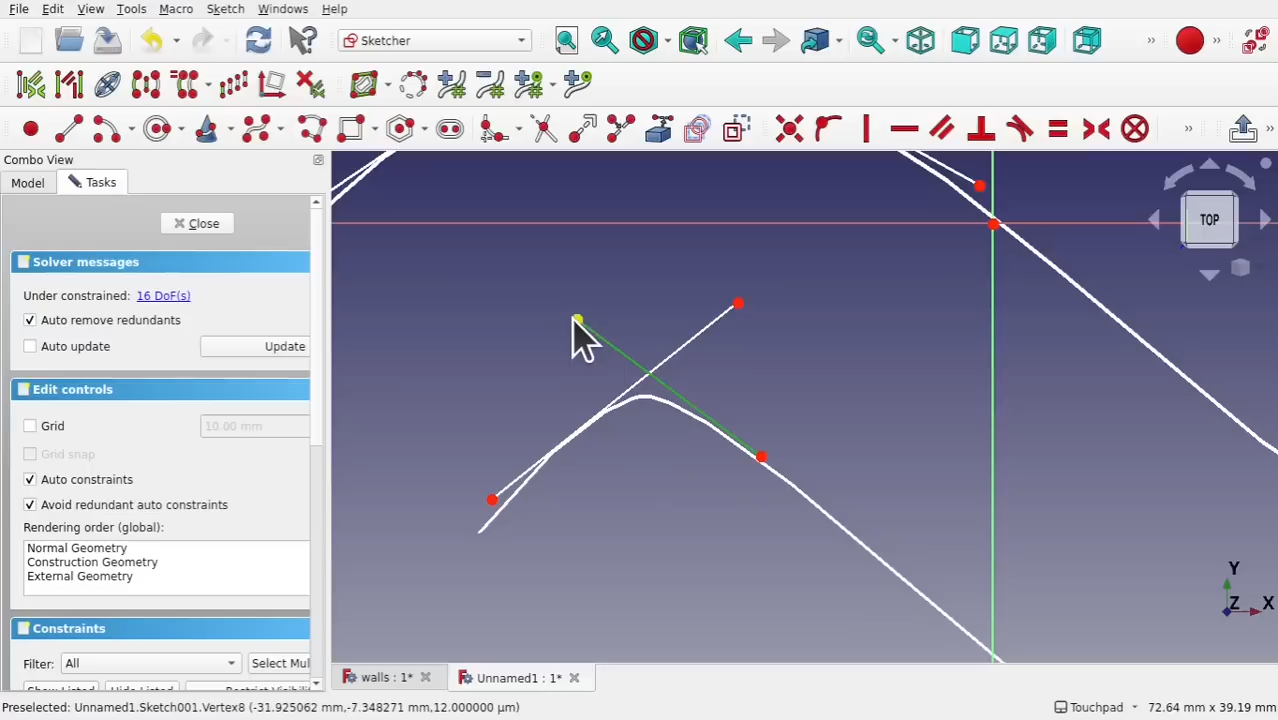 File Edit View Tools Macro Sketch Windows Help
Sketcher
Combo View
Model Tasks
Close
TOP
Solver messages
Under constrained: 16 DoF(s)
Auto remove redundants
Auto update Update
Edit controls
Grid 10.00 mm
Grid snap
Auto constraints
Avoid redundant auto constraints
Rendering order (global):
Normal Geometry
Construction Geometry
External Geometry
Y
Z X
Constraints
Filter: All Select Mul
walls : 1* Unnamed1 : 1*
Preselected: Unnamed1.Sketch001.Vertex8 (-31.925062 mm,-7.348271 mm,12.000000 µm) Touchpad 72.64 mm x 39.19 mm